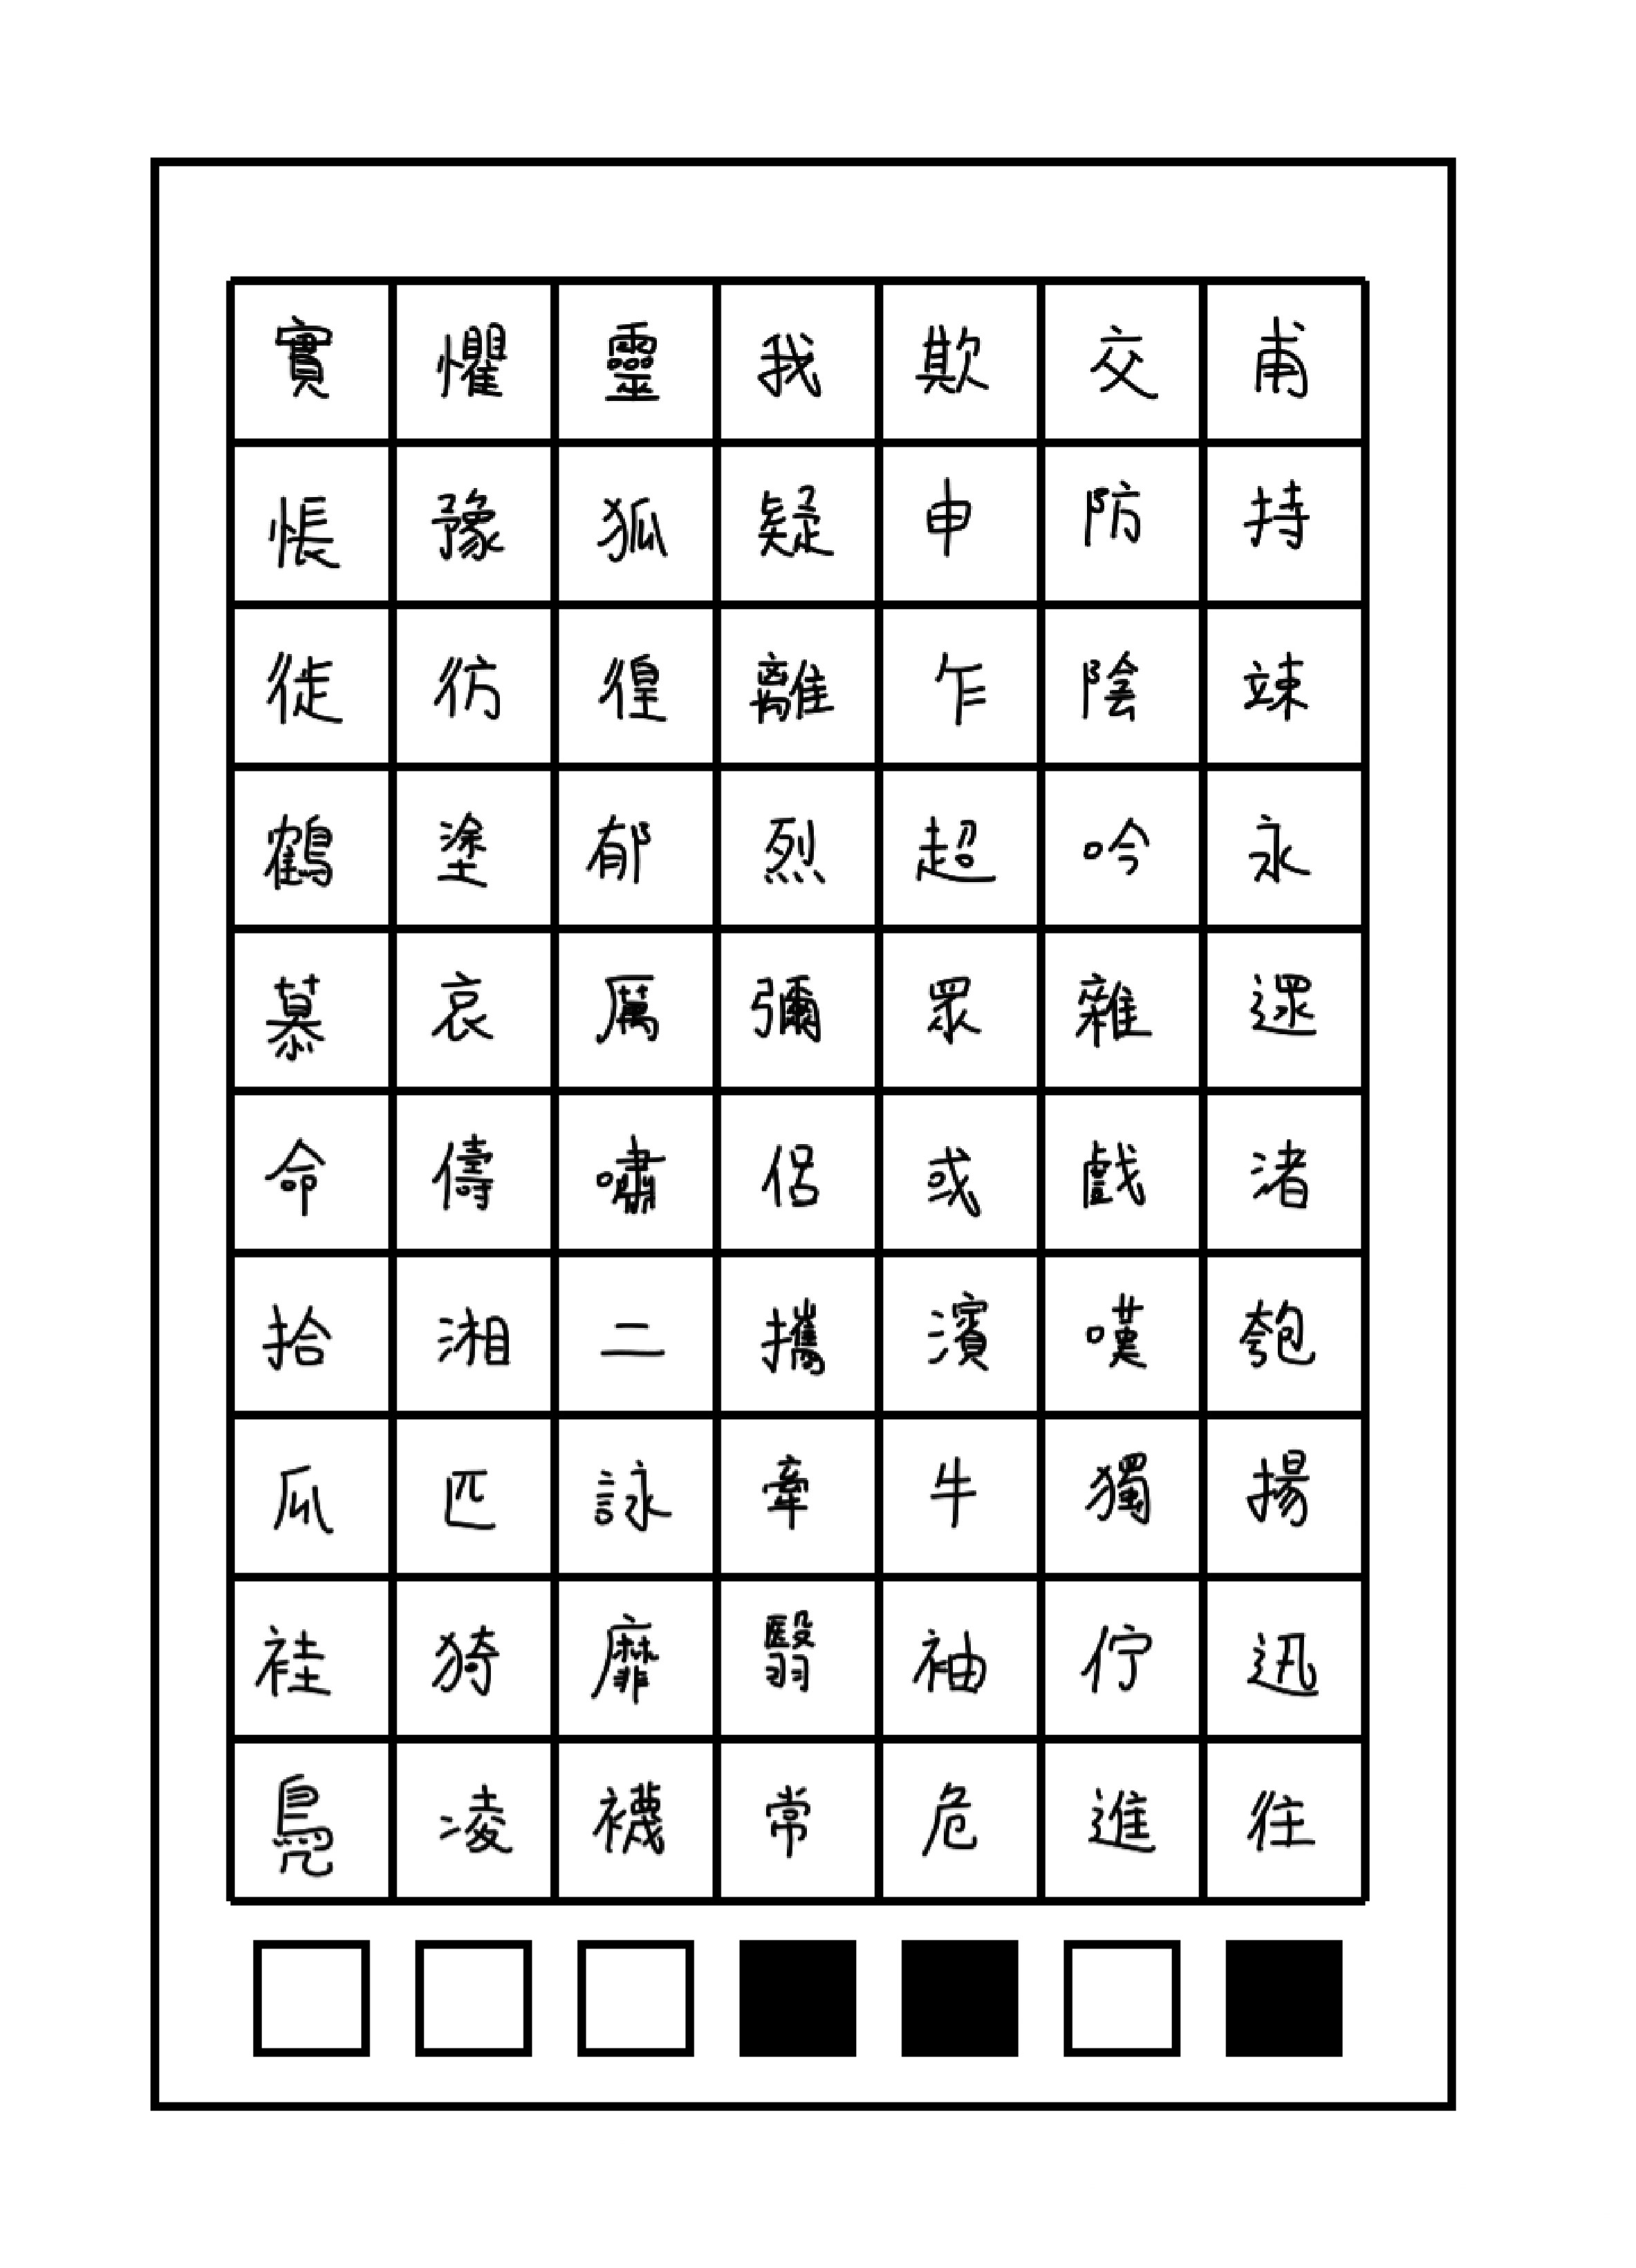 實懼靈我欺交甫
悵豫狐疑申防持
徙彷徨離乍陰竦
鶴塗郁烈超吟永
慕哀厲彌眾雜遝
命儔嘯侶或戲渚
拾湘二攜濱嘆匏
瓜匹詠牽牛獨揚
袿猗靡翳袖佇迅
鳧凌襪常危進往